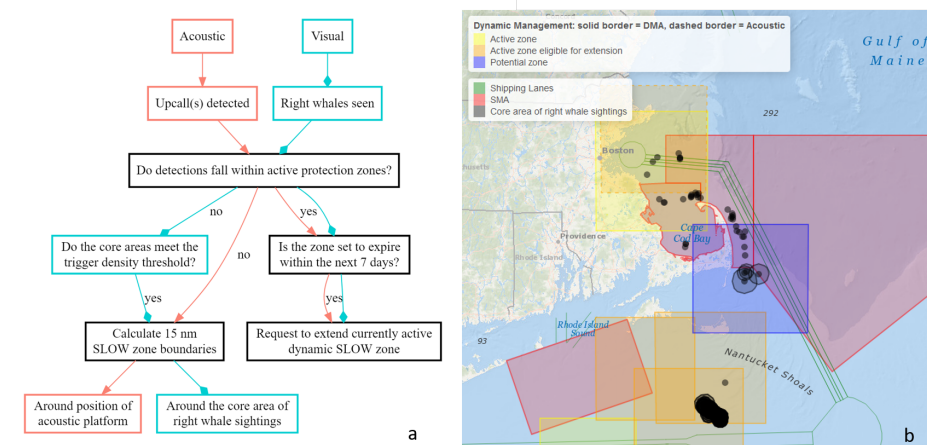 Acoustic
Visual
Upcall(s) detected
Right whales seen
Do detections fall within active protection zones?
no
yes
no
Do the core areas meet the
trigger density threshold?
Is the zone set to expire
within the next 7 days?
yes
yes
Calculate 15 nm
SLOW zone boundaries
Request to extend currently active
dynamic SLOW zone
Around position of
acoustic platform
Around the core area of
right whale sightings
a
Dynamic Management: solid border = DMA, dashed border = Acoustic
Active zone
Active zone eligible for extension
Potential zone
Shipping Lanes
SMA
Core area of right whale sightings
Gulf of
Maine
292
Boston
husetts
Cape
Cod Bay
Providence
Rhode Island
Rhode Island
Sound
93
Nantucket Shoals
b